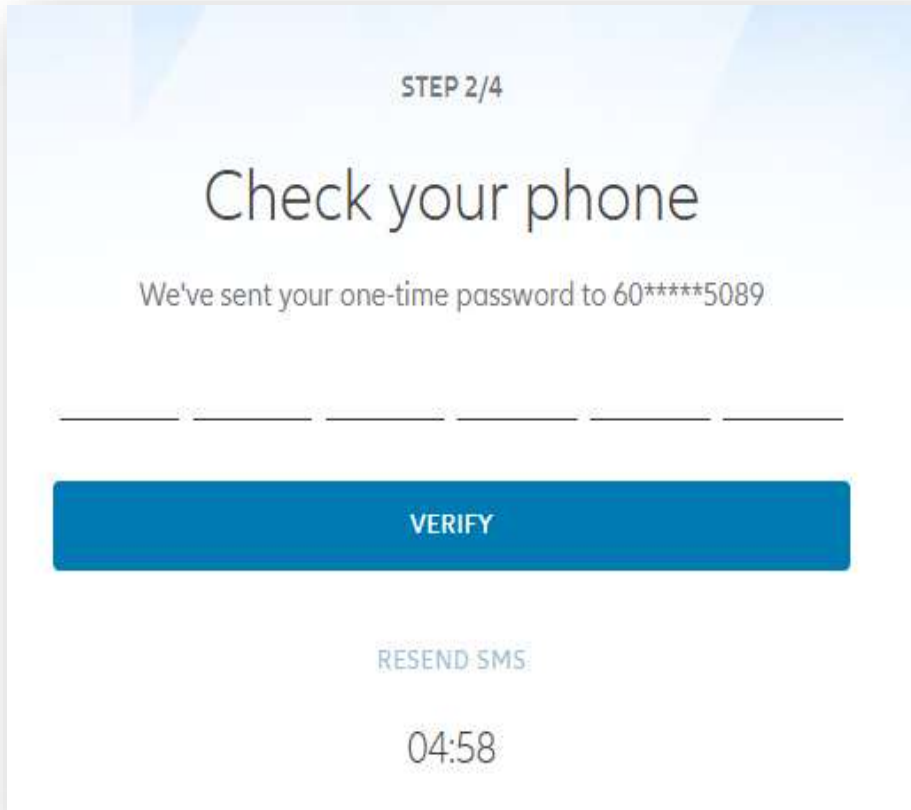 STEP 2/4
Check your phone
We've sent your one-time password to 60*****5089
VERIFY
RESEND SMS
04:58